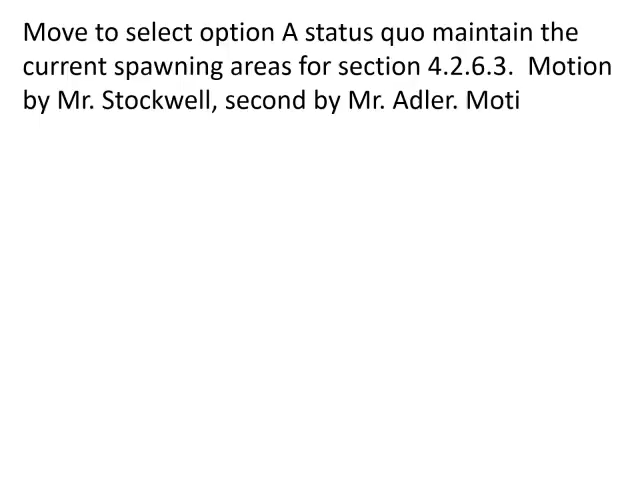 Move to select option A status quo maintain the
current spawning areas for section 4.2.6.3.  Motion
by Mr. Stockwell, second by Mr. Adler. Moti